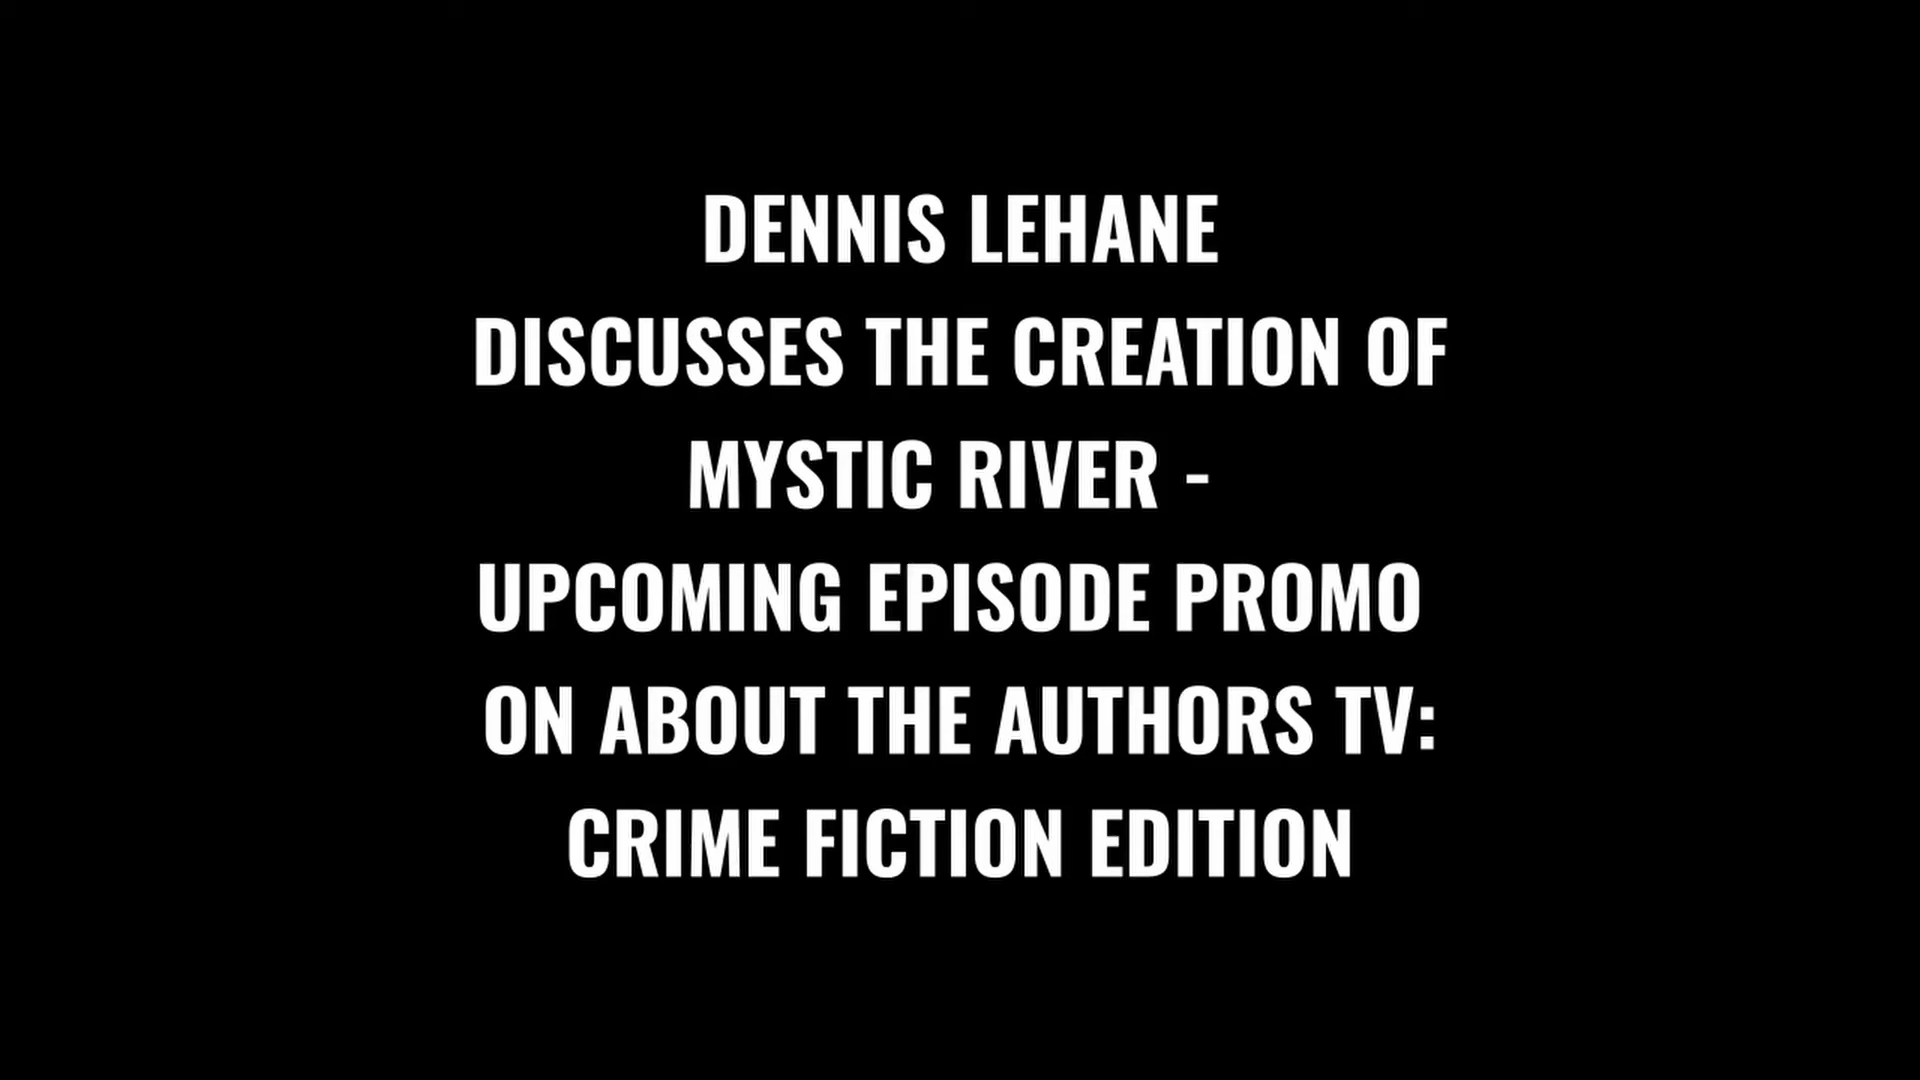 DENNIS LEHANE
DISCUSSES THE CREATION OF
MYSTIC RIVER -
UPCOMING EPISODE PROMO
ON ABOUT THE AUTHORS TV:
CRIME FICTION EDITION